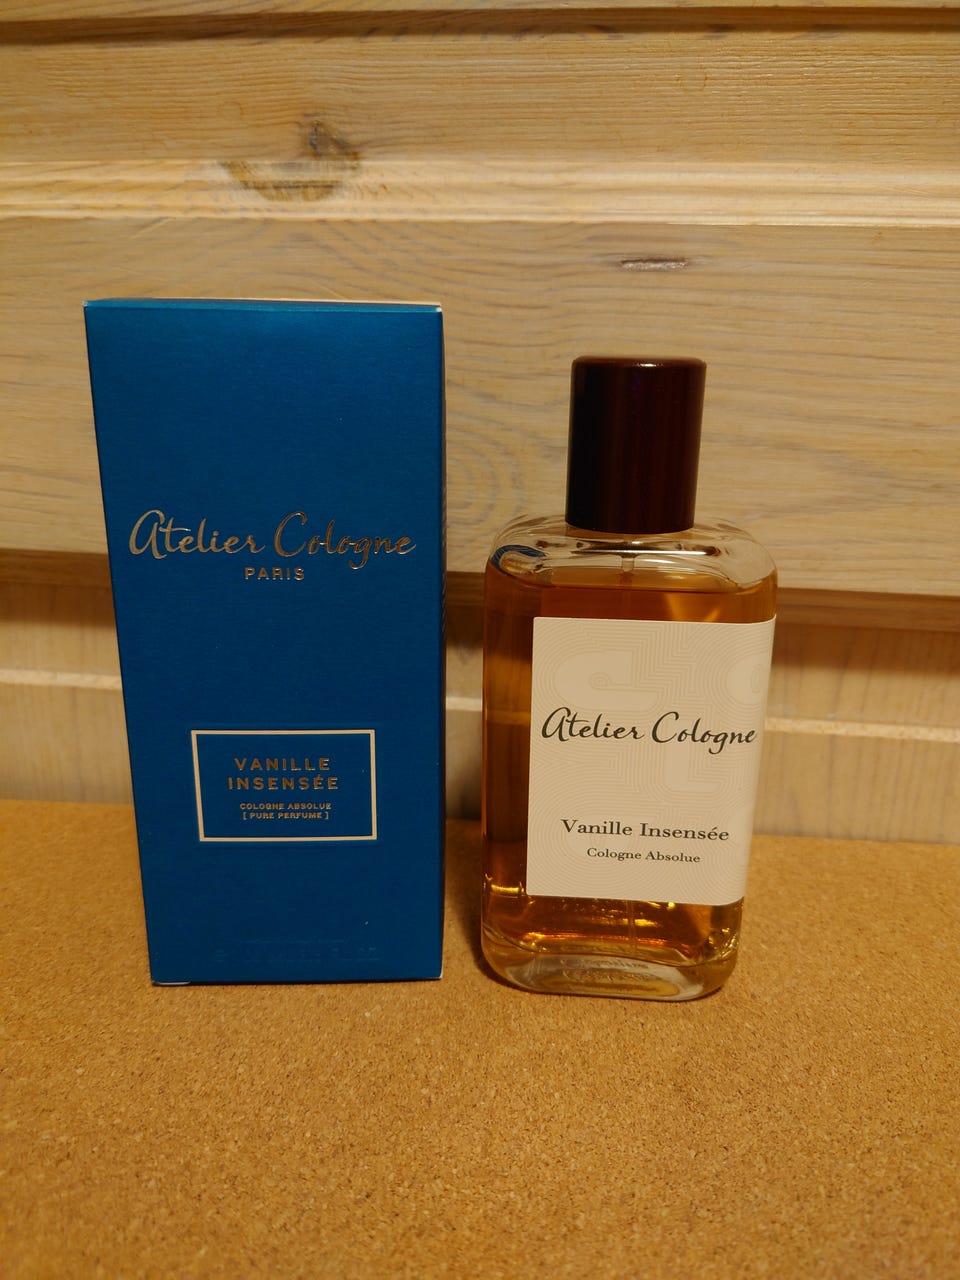 Atelier Cologne
PARIS
VANILLE
INSENSÉE
COLOGNE ABSOLUE
[ PURE PERFUME ]
Atelier Cologne
Vanille Insensée
Cologne Absolue